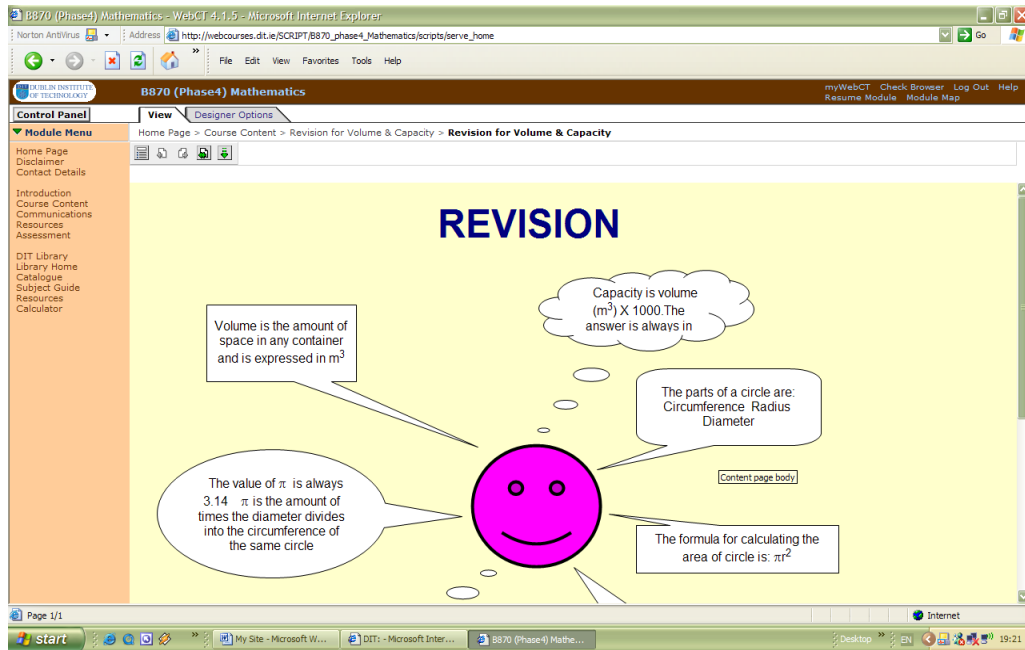 B870 (Phase4) Mathematics - WebCT 4.1.5 - Microsoft Internet Explorer
Norton AntiVirus
Address http://webcourses.dit.ie/SCRIPT/B870_phase4_Mathematics/scripts/serve_home
Go
File Edit View Favorites Tools Help
DUBLIN INSTITUTE
OF TECHNOLOGY
B870 (Phase4) Mathematics
myWebCT Check Browser Log Out Help
Resume Module Module Map
Control Panel
View Designer Options
Module Menu
Home Page > Course Content > Revision for Volume & Capacity > Revision for Volume & Capacity
Home Page
Disclaimer
Contact Details
Introduction
Course Content
Communications
Resources
Assessment
DIT Library
Library Home
Catalogue
Subject Guide
Resources
Calculator
REVISION
Capacity is volume
(m³) X 1000.The
answer is always in
Volume is the amount of
space in any container
and is expressed in m³
The parts of a circle are:
Circumference Radius
Diameter
Content page body
The value of π is always
3.14 π is the amount of
times the diameter divides
into the circumference of
the same circle
The formula for calculating the
area of circle is: πr²
Page 1/1
Internet
start
My Site - Microsoft W...
DIT: - Microsoft Inter...
B870 (Phase4) Mathe...
Desktop
EN
19:21